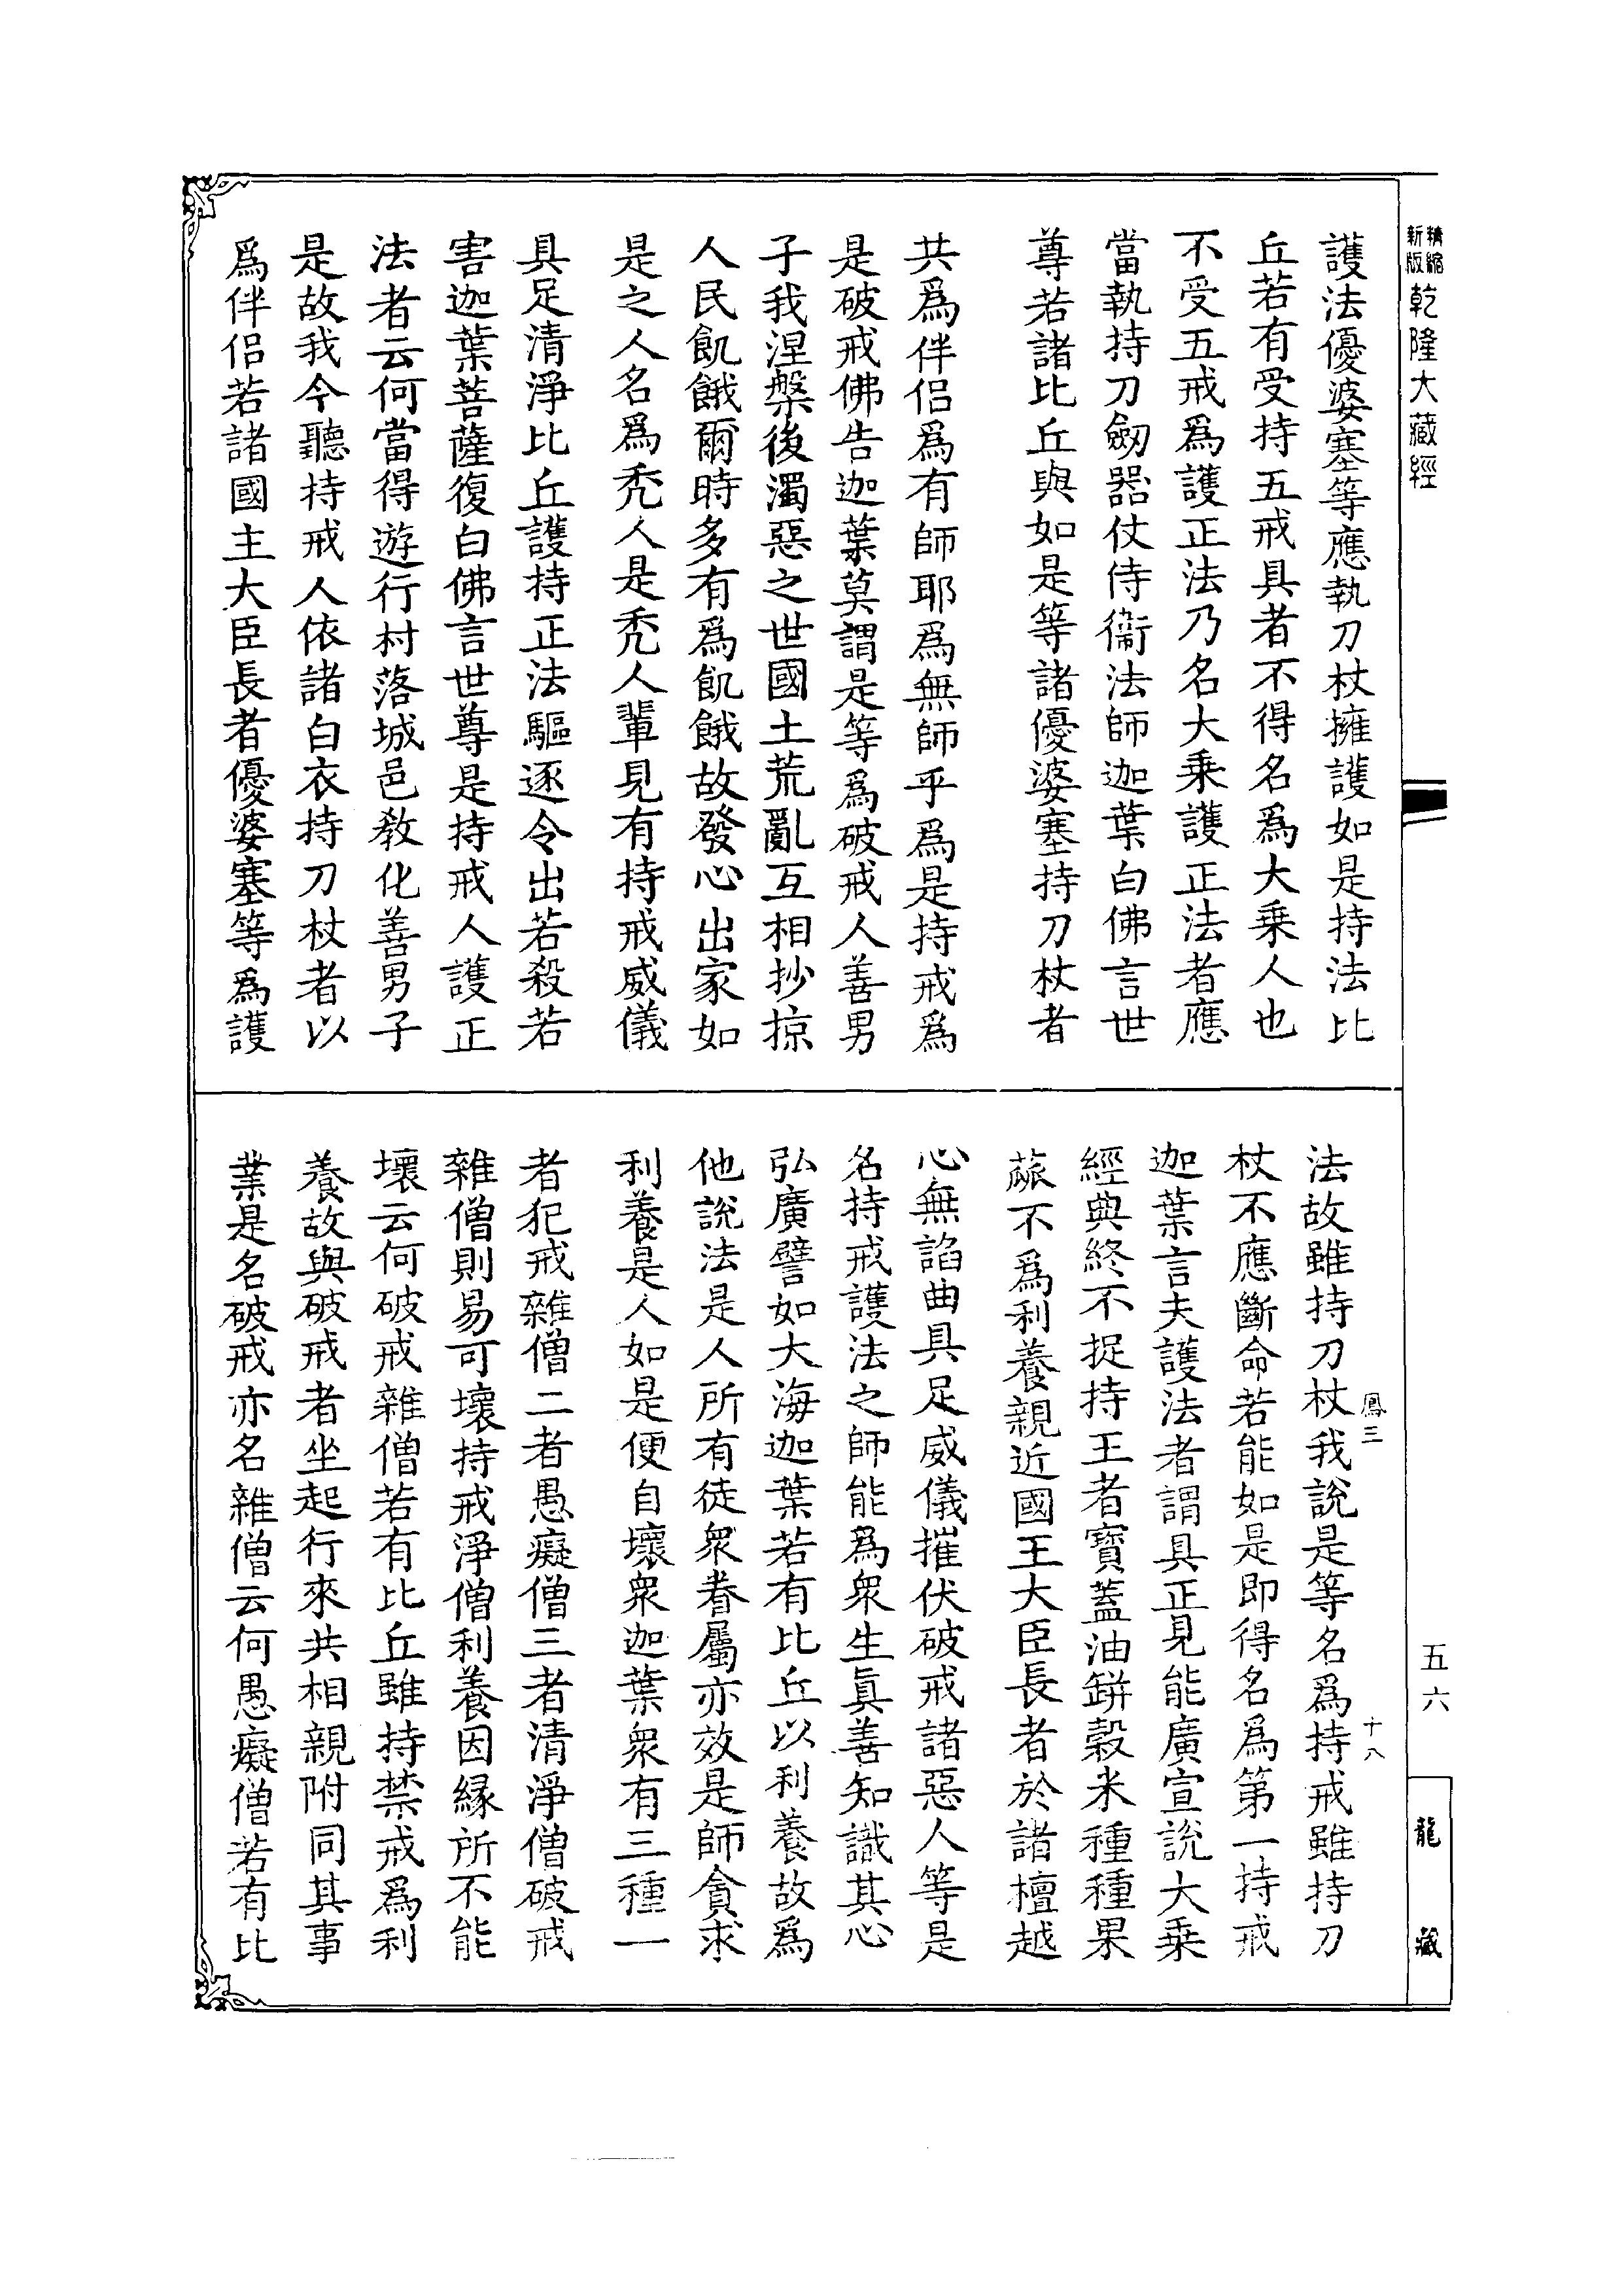 精縮
新版
乾隆大藏經
護法優婆塞等應執刀杖擁護如是持法比
丘若有受持五戒具者不得名爲大乘人也
不受五戒爲護正法乃名大乘護正法者應
當執持刀劒器仗侍衞法師迦葉白佛言世
尊若諸比丘與如是等諸優婆塞持刀杖者
共爲伴侶爲有師耶爲無師乎爲是持戒爲
是破戒佛告迦葉莫謂是等爲破戒人善男
子我涅槃後濁惡之世國土荒亂互相抄掠
人民飢餓爾時多有爲飢餓故發心出家如
是之人名爲禿人是禿人輩見有持戒威儀
具足清淨比丘護持正法驅逐令出若殺若
害迦葉菩薩復白佛言世尊是持戒人護正
法者云何當得遊行村落城邑教化善男子
是故我今聽持戒人依諸白衣持刀杖者以
爲伴侶若諸國主大臣長者優婆塞等爲護
鳳三
十八
法故雖持刀杖我說是等名爲持戒雖持刀
杖不應斷命若能如是即得名爲第一持戒
迦葉言夫護法者謂具正見能廣宣說大乘
經典終不捉持王者寶蓋油缾穀米種種果
蓏不爲利養親近國王大臣長者於諸檀越
心無諂曲具足威儀摧伏破戒諸惡人等是
名持戒護法之師能爲衆生眞善知識其心
弘廣譬如大海迦葉若有比丘以利養故爲
他說法是人所有徒衆眷屬亦效是師貪求
利養是人如是便自壞衆迦葉衆有三種一
者犯戒雜僧二者愚癡僧三者清淨僧破戒
雜僧則易可壞持戒淨僧利養因縁所不能
壞云何破戒雜僧若有比丘雖持禁戒爲利
養故與破戒者坐起行來共相親附同其事
業是名破戒亦名雜僧云何愚癡僧若有比
五六
龍藏